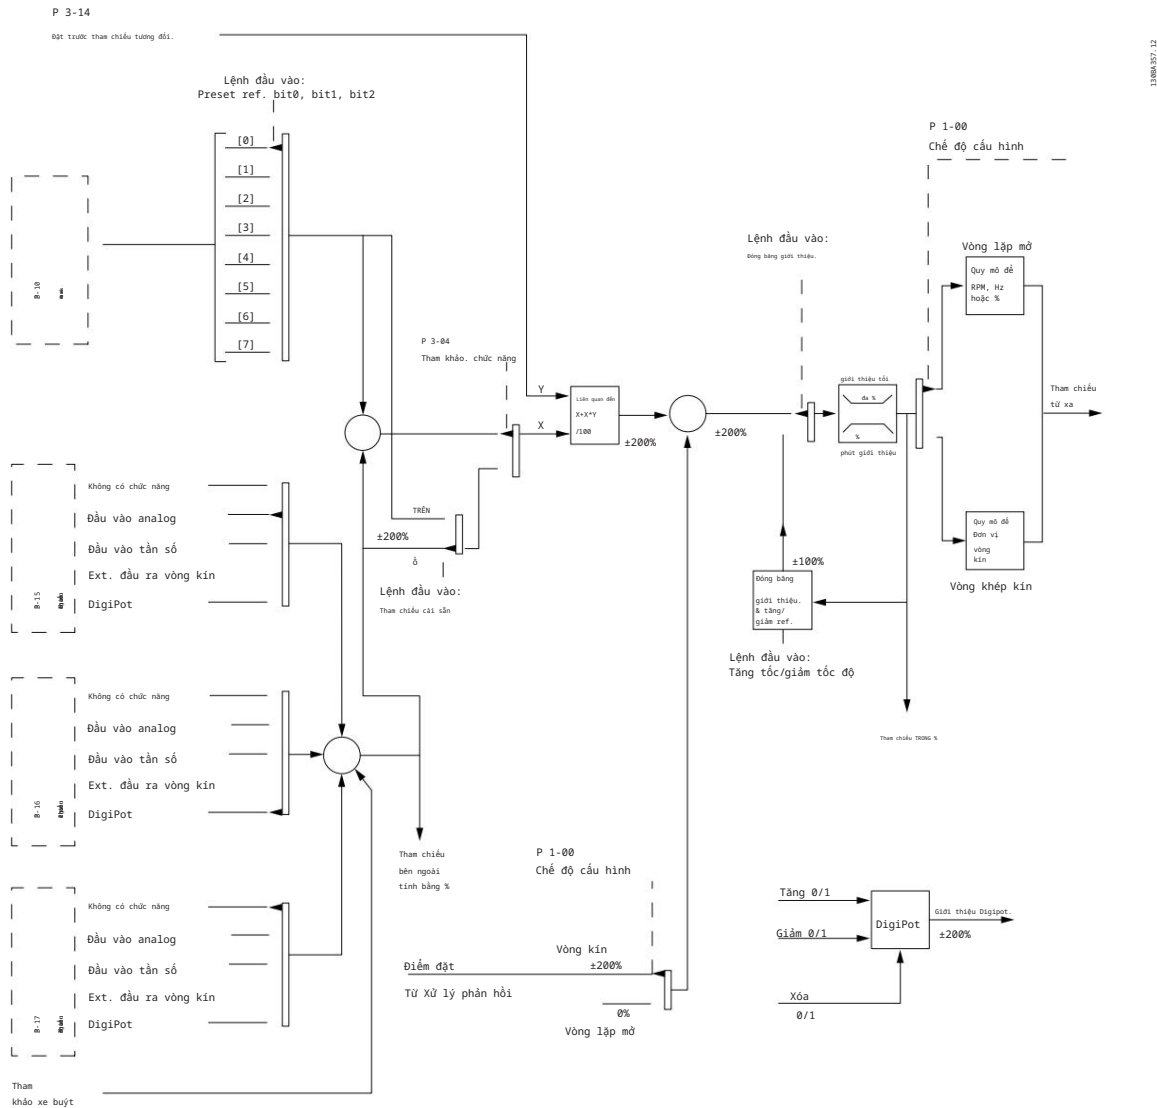 P 3-14
Đặt trước tham chiếu tương đối.
130BA357.12
Lệnh đầu vào:
Preset ref. bit0, bit1, bit2
[0]
[1]
[2]
[3]
[4]
[5]
[6]
[7]
P 1-00
Chế độ cấu hình
Lệnh đầu vào:
Đóng băng giới thiệu.
Vòng lặp mở
Quy mô để
RPM, Hz
hoặc %
P 3-04
Tham khảo. chức năng
Y
X
Liên quan đến
X+X*Y
/100
±200%
±200%
giới thiệu tối
đa %
%
phút giới thiệu
Tham chiếu
từ xa
Không có chức năng
Đầu vào analog
Đầu vào tần số
Ext. đầu ra vòng kín
DigiPot
TRÊN
±200%
Ồ
Lệnh đầu vào:
Tham chiếu cài sẵn
Quy mô để
Đơn vị
vòng
kín
Vòng khép kín
±100%
Đóng băng
giới thiệu.
& tăng/
giảm ref.
Lệnh đầu vào:
Tăng tốc/giảm tốc độ
Tham chiếu TRONG %
Không có chức năng
Đầu vào analog
Đầu vào tần số
Ext. đầu ra vòng kín
DigiPot
Tham chiếu
bên ngoài
tính bằng %
P 1-00
Chế độ cấu hình
Không có chức năng
Đầu vào analog
Đầu vào tần số
Ext. đầu ra vòng kín
DigiPot
Vòng kín
Điểm đặt
±200%
Từ Xử lý phản hồi
0%
Vòng lặp mở
Tăng 0/1
Giảm 0/1
DigiPot
Giới thiệu Digipot.
±200%
Xóa
0/1
Tham
khảo xe buýt